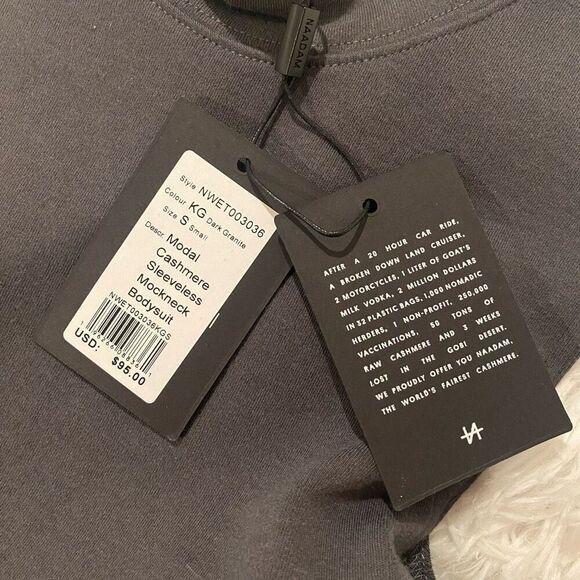 NAADAM
Style NWET003036
Colour KG Dark Granite
Size S Small
Descr Modal
Cashmere
Sleeveless
Mockneck
Bodysuit
NWET003036KGS
USD: $95.00
AFTER A 20 HOUR CAR RIDE,
A BROKEN DOWN LAND CRUISER,
2 MOTORCYCLES, 1 LITER OF GOAT'S
MILK VODKA, 2 MILLION DOLLARS
IN 32 PLASTIC BAGS, 1,000 NOMADIC
HERDERS, 1 NON-PROFIT, 250,000
VACCINATIONS, 50 TONS OF
RAW CASHMERE AND 3 WEEKS
LOST IN THE GOBI DESERT.
WE PROUDLY OFFER YOU NAADAM.
THE WORLD'S FAIREST CASHMERE.